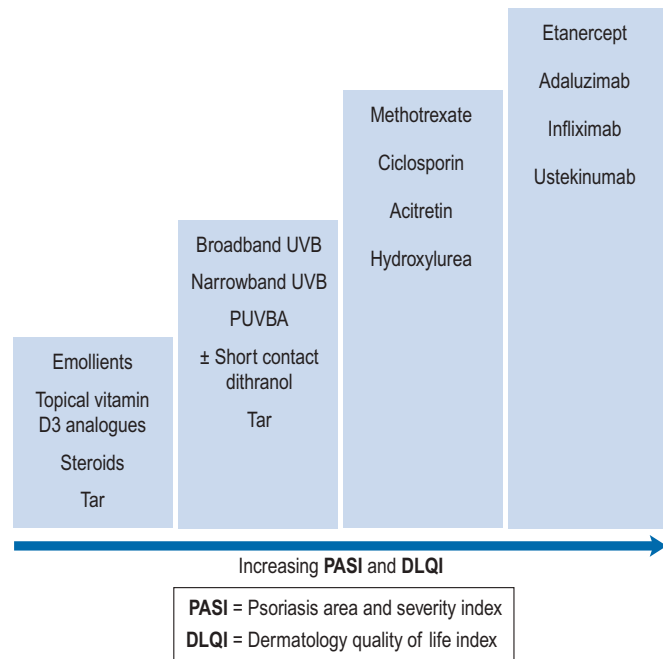 Emollients
Topical vitamin
D3 analogues
Steroids
Tar
Broadband UVB
Narrowband UVB
PUVBA
± Short contact
dithranol
Tar
Methotrexate
Ciclosporin
Acitretin
Hydroxylurea
Etanercept
Adaluzimab
Infliximab
Ustekinumab
Increasing PASI and DLQI
PASI = Psoriasis area and severity index
DLQI = Dermatology quality of life index